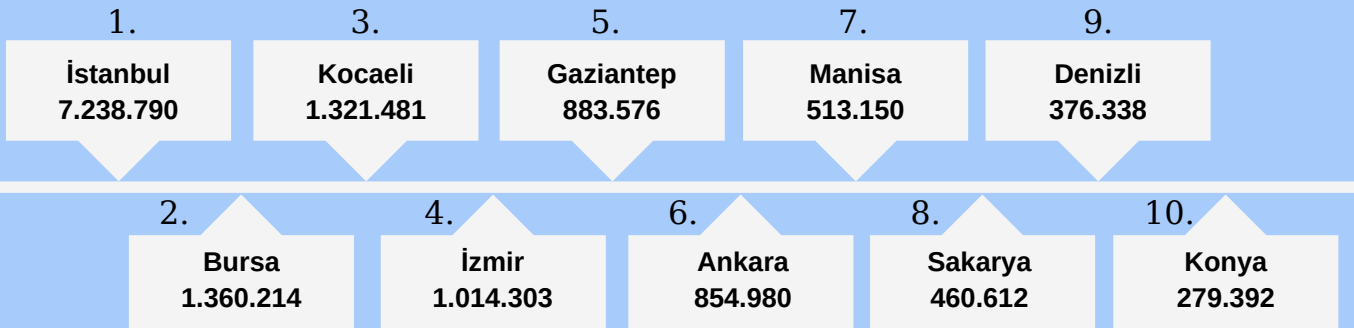 1.
İstanbul
7.238.790
2.
Bursa
1.360.214
3.
Kocaeli
1.321.481
4.
İzmir
1.014.303
5.
Gaziantep
883.576
6.
Ankara
854.980
7.
Manisa
513.150
8.
Sakarya
460.612
9.
Denizli
376.338
10.
Konya
279.392